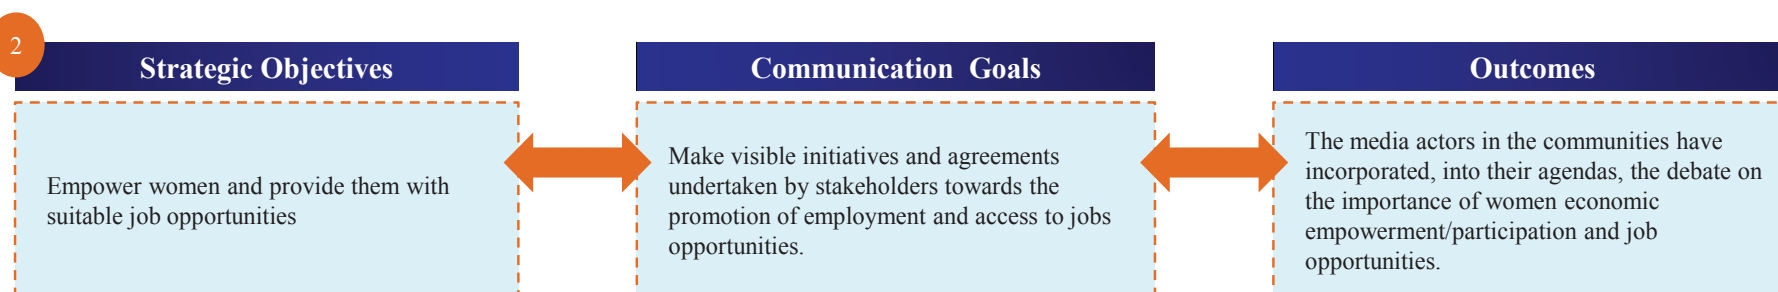 2
Strategic Objectives
Empower women and provide them with
suitable job opportunities
Communication Goals
Make visible initiatives and agreements
undertaken by stakeholders towards the
promotion of employment and access to jobs
opportunities.
Outcomes
The media actors in the communities have
incorporated, into their agendas, the debate on
the importance of women economic
empowerment/participation and job
opportunities.